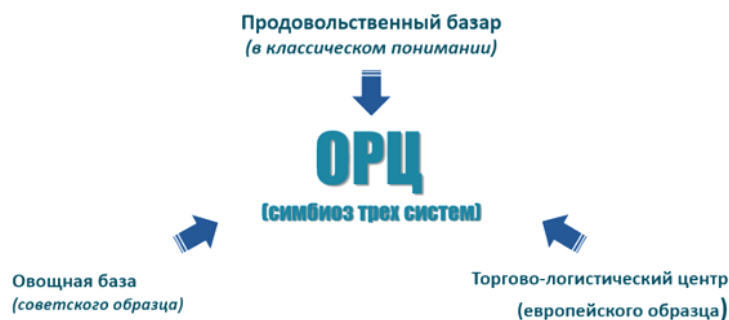 Продовольственный базар
(в классическом понимании)
ОРЦ
(симбиоз трех систем)
Овощная база
(советского образца)
Торгово-логистический центр
(европейского образца)